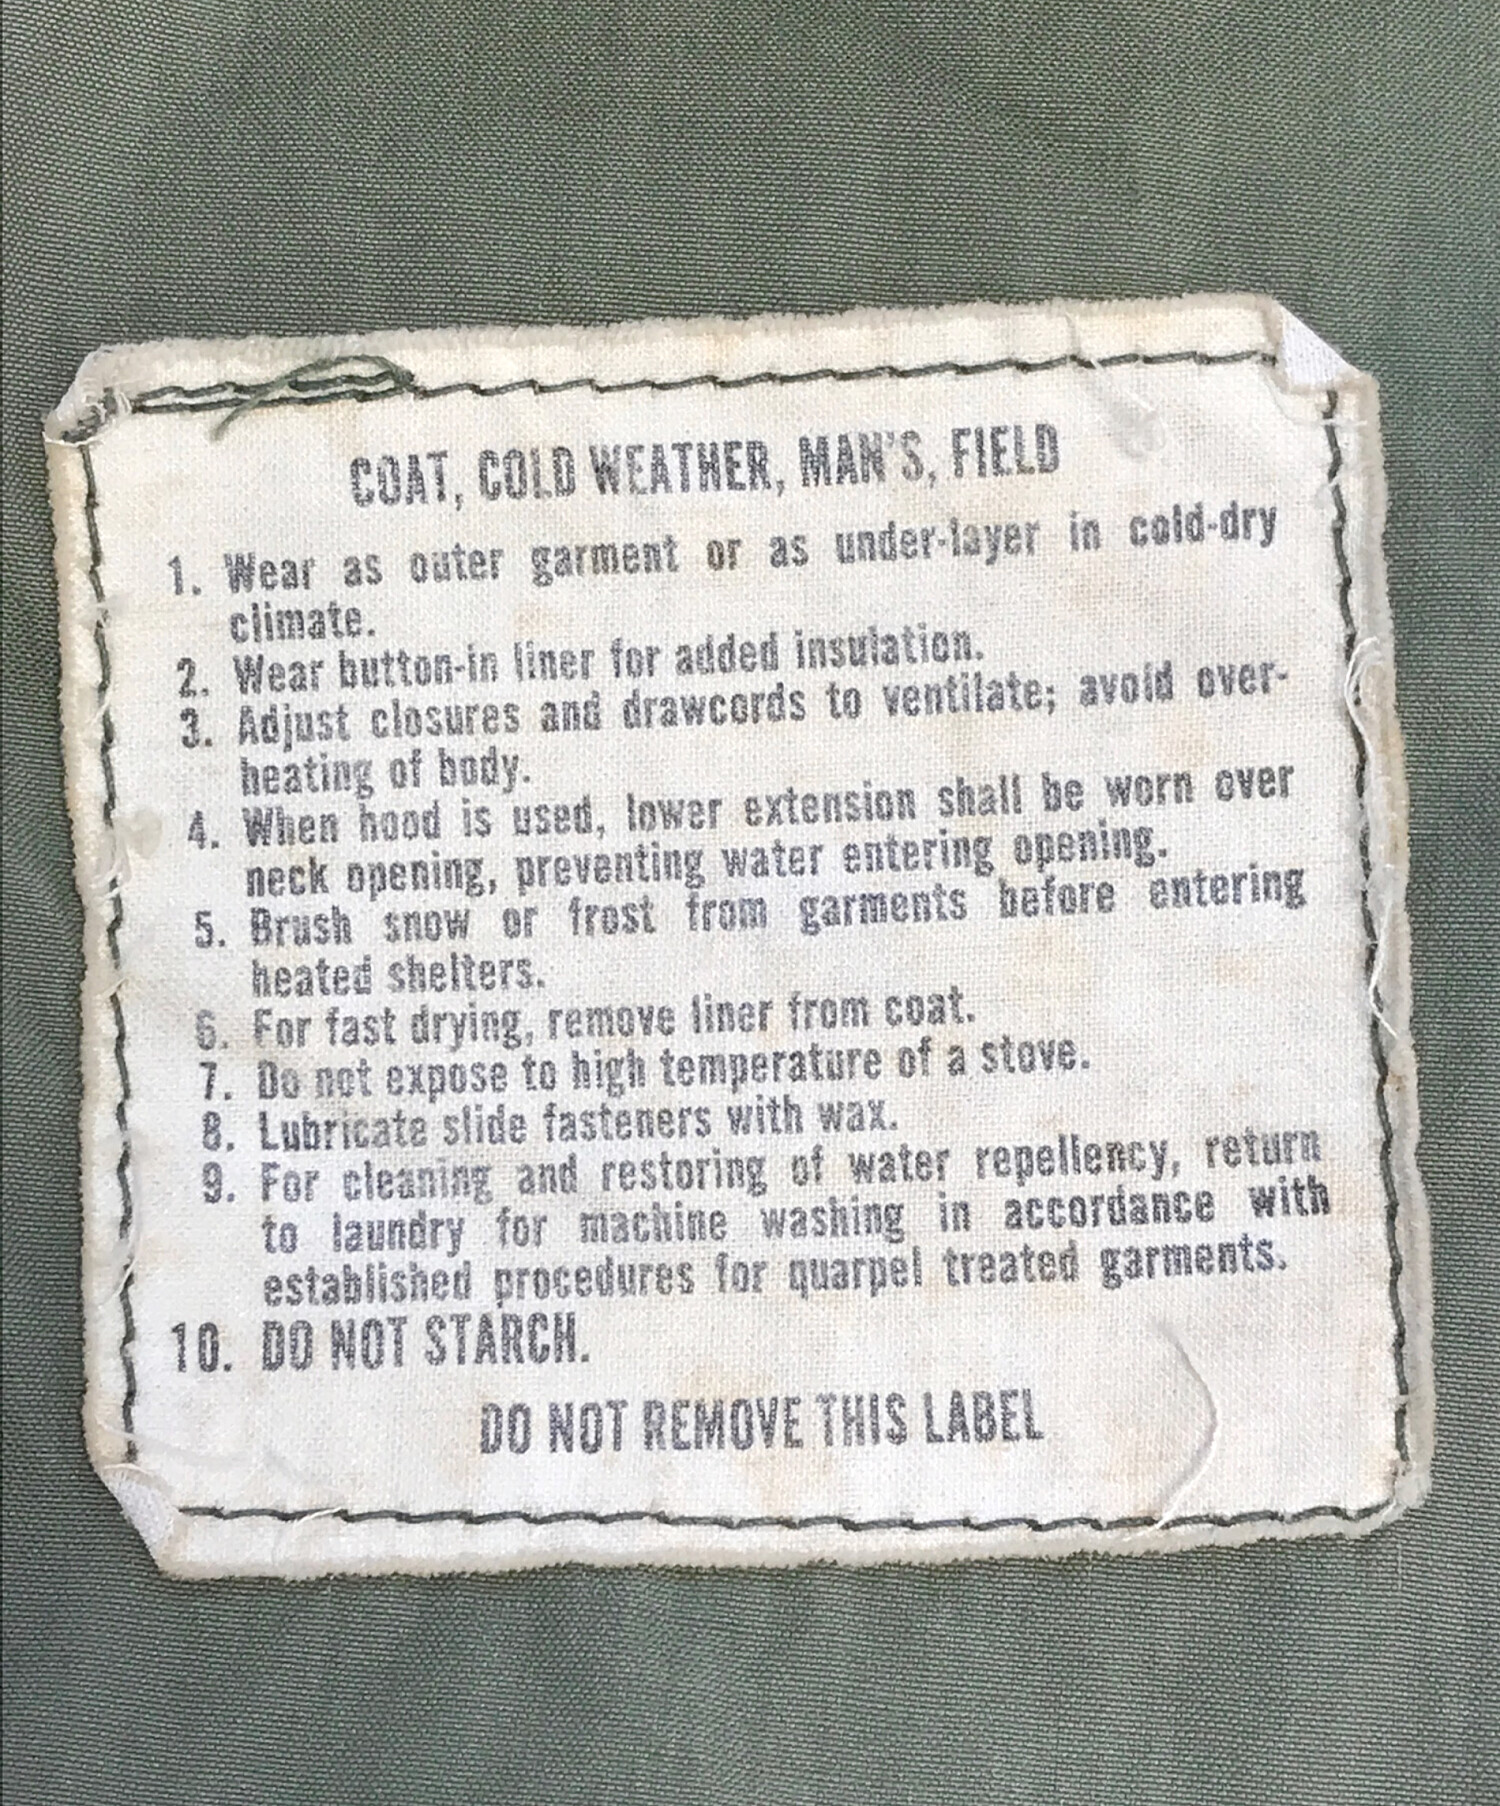 COAT, COLD WEATHER, MAN'S, FIELD
1. Wear as outer garment or as under-layer in cold-dry
climate.
2. Wear button-in liner for added insulation.
3. Adjust closures and drawcords to ventilate; avoid over-
heating of body.
4. When hood is used, lower extension shall be worn over
neck opening, preventing water entering opening.
5. Brush snow or frost from garments before entering
heated shelters.
6. For fast drying, remove liner from coat.
7. Do not expose to high temperature of a stove.
8. Lubricate slide fasteners with wax.
9. For cleaning and restoring of water repellency, return
to laundry for machine washing in accordance with
established procedures for quarpel treated garments.
10. DO NOT STARCH.
DO NOT REMOVE THIS LABEL